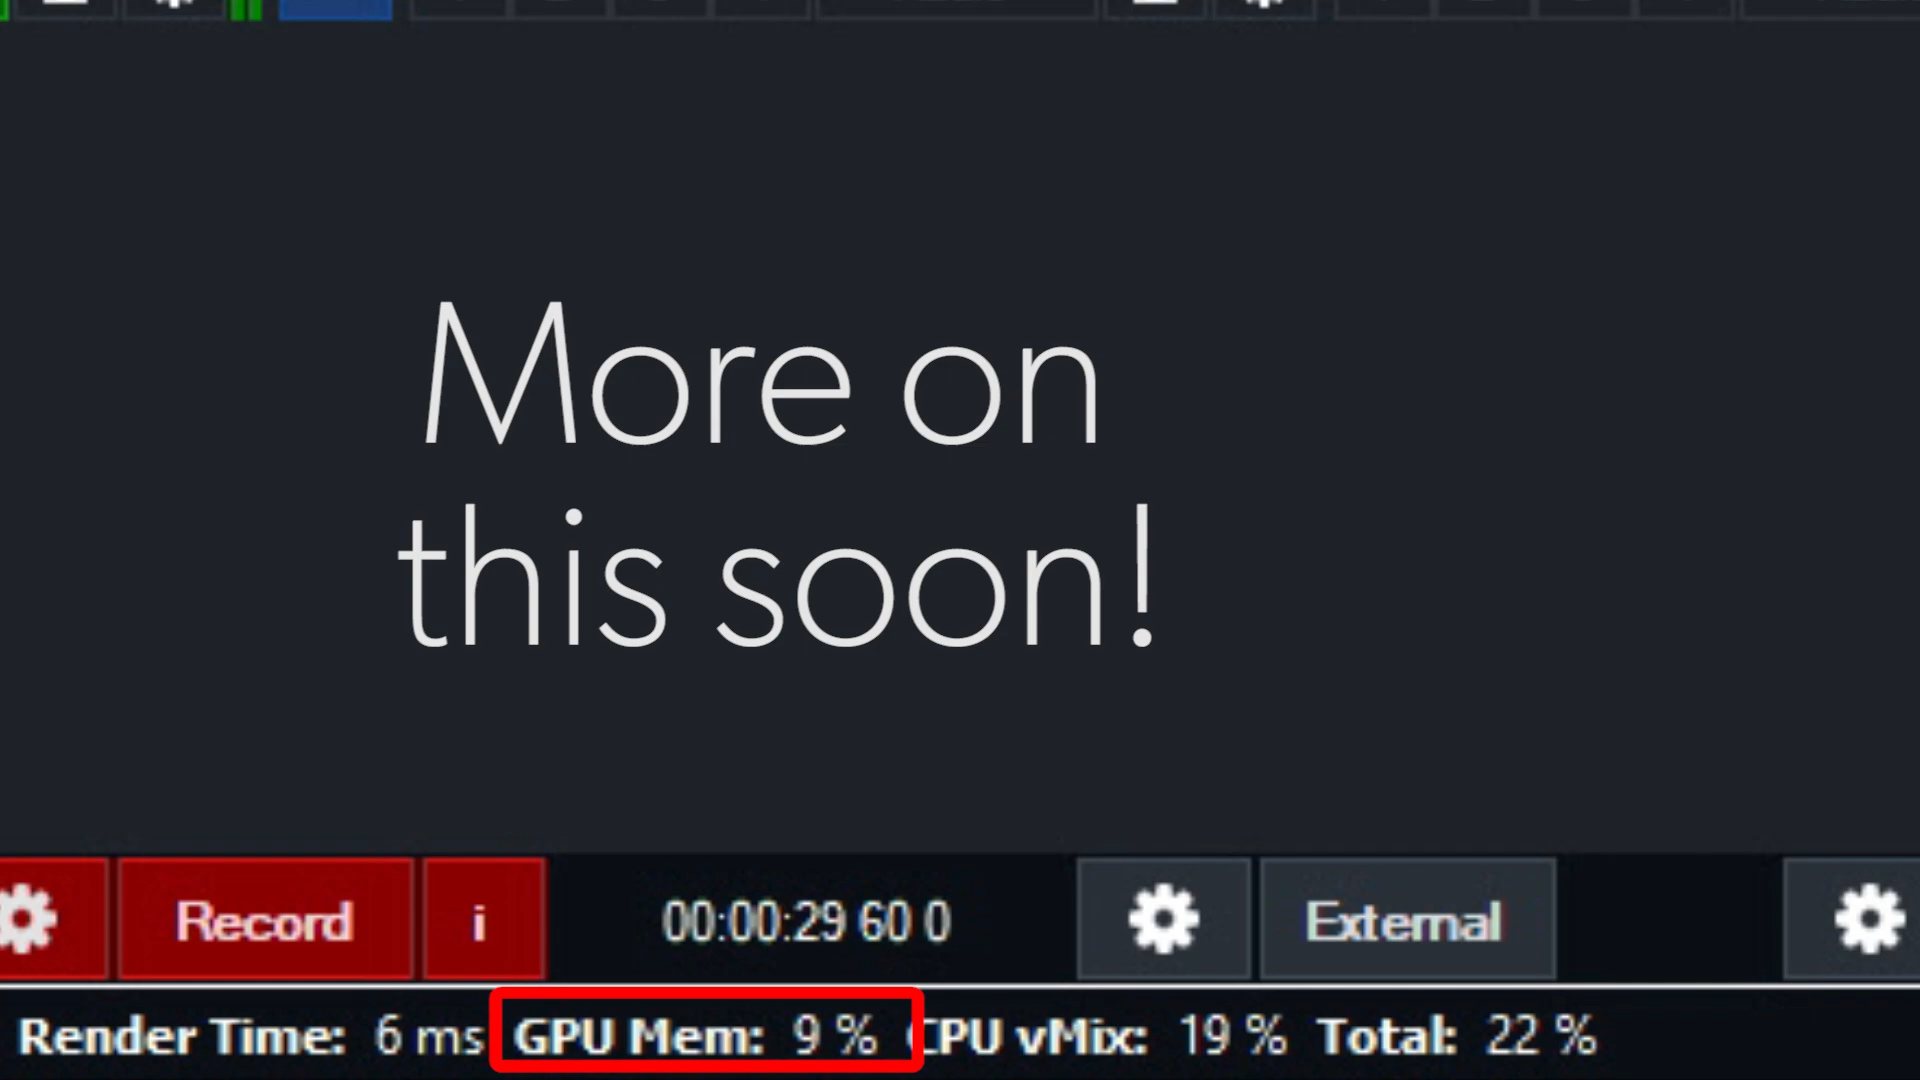 More on
this soon!
Record i 00:00:29 60 0 External
Render Time: 6 ms GPU Mem: 9 % CPU vMix: 19 % Total: 22 %